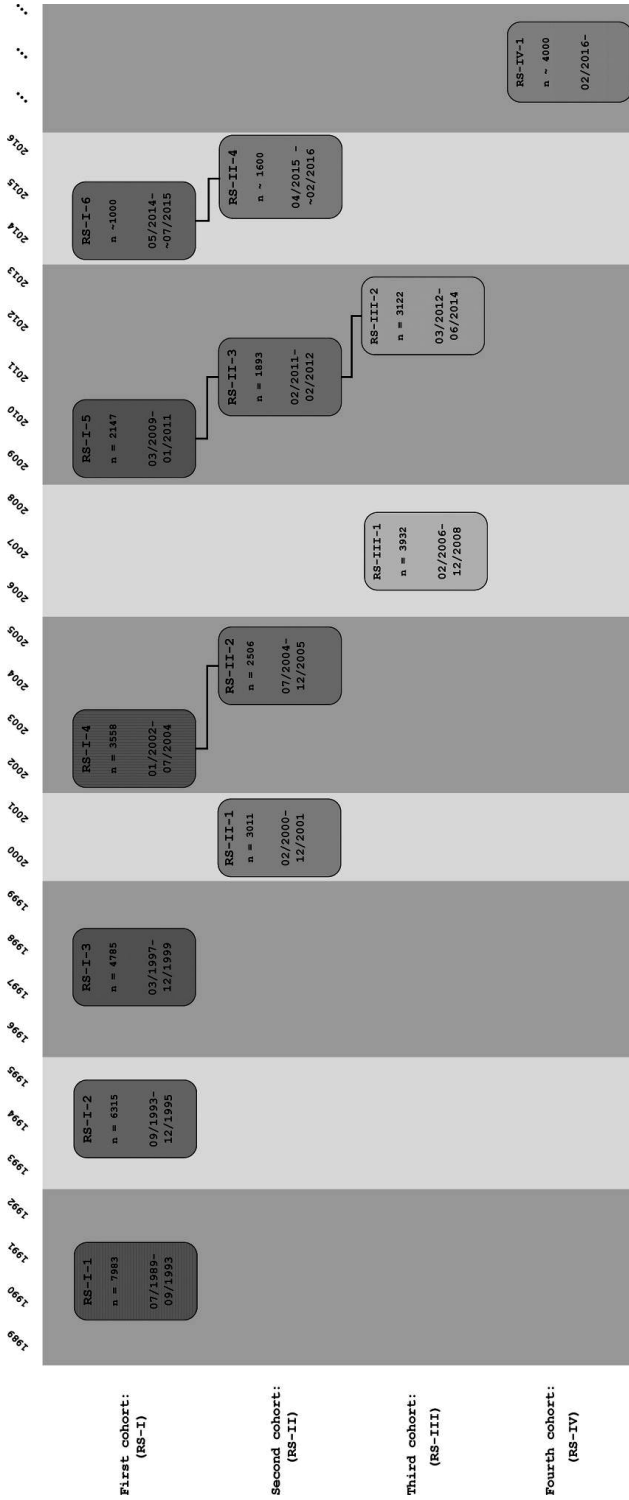 1989
1990
1991
1992
1993
1994
1995
1996
1997
1998
1999
2000
2001
2002
2003
2004
2005
2006
2007
2008
2009
2010
2011
2012
2013
2014
2015
2016
...
...
...
First cohort:
(RS-I)
RS-I-1
n = 7983
07/1989-
09/1993
RS-I-2
n = 6315
09/1993-
12/1995
RS-I-3
n = 4785
03/1997-
12/1999
RS-I-4
n = 3558
01/2002-
07/2004
RS-I-5
n = 2147
03/2009-
01/2011
RS-I-6
n ~1000
05/2014-
~07/2015
Second cohort:
(RS-II)
RS-II-1
n = 3011
02/2000-
12/2001
RS-II-2
n = 2506
07/2004-
12/2005
RS-II-3
n = 1893
02/2011-
02/2012
RS-II-4
n ~ 1600
04/2015 -
~02/2016
Third cohort:
(RS-III)
RS-III-1
n = 3932
02/2006-
12/2008
RS-III-2
n = 3122
03/2012-
06/2014
Fourth cohort:
(RS-IV)
RS-IV-1
n ~ 4000
02/2016-